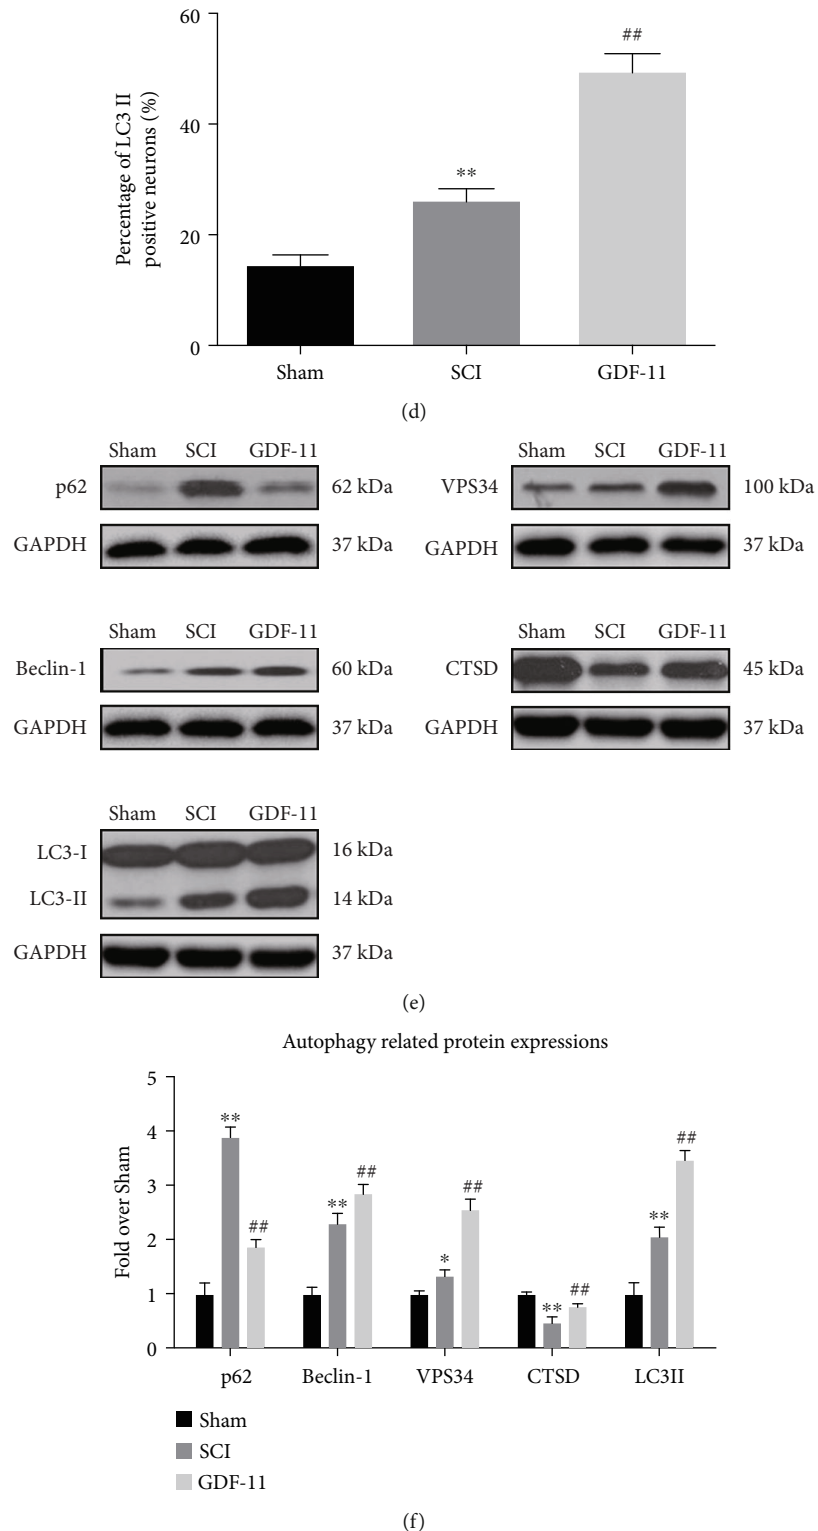 60
##
40
Percentage of LC3 II
positive neurons (%)
**
20
0
Sham SCI GDF-11
(d)
Sham SCI GDF-11
p62 62 kDa
GAPDH 37 kDa
Sham SCI GDF-11
VPS34 100 kDa
GAPDH 37 kDa
Sham SCI GDF-11
Beclin-1 60 kDa
GAPDH 37 kDa
Sham SCI GDF-11
CTSD 45 kDa
GAPDH 37 kDa
Sham SCI GDF-11
LC3-I 16 kDa
LC3-II 14 kDa
GAPDH 37 kDa
(e)
Autophagy related protein expressions
5
4
3
2
1
0
Fold over Sham
** ##
** ##
* ##
** ##
** ##
p62 Beclin-1 VPS34 CTSD LC3II
Sham
SCI
GDF-11
(f)